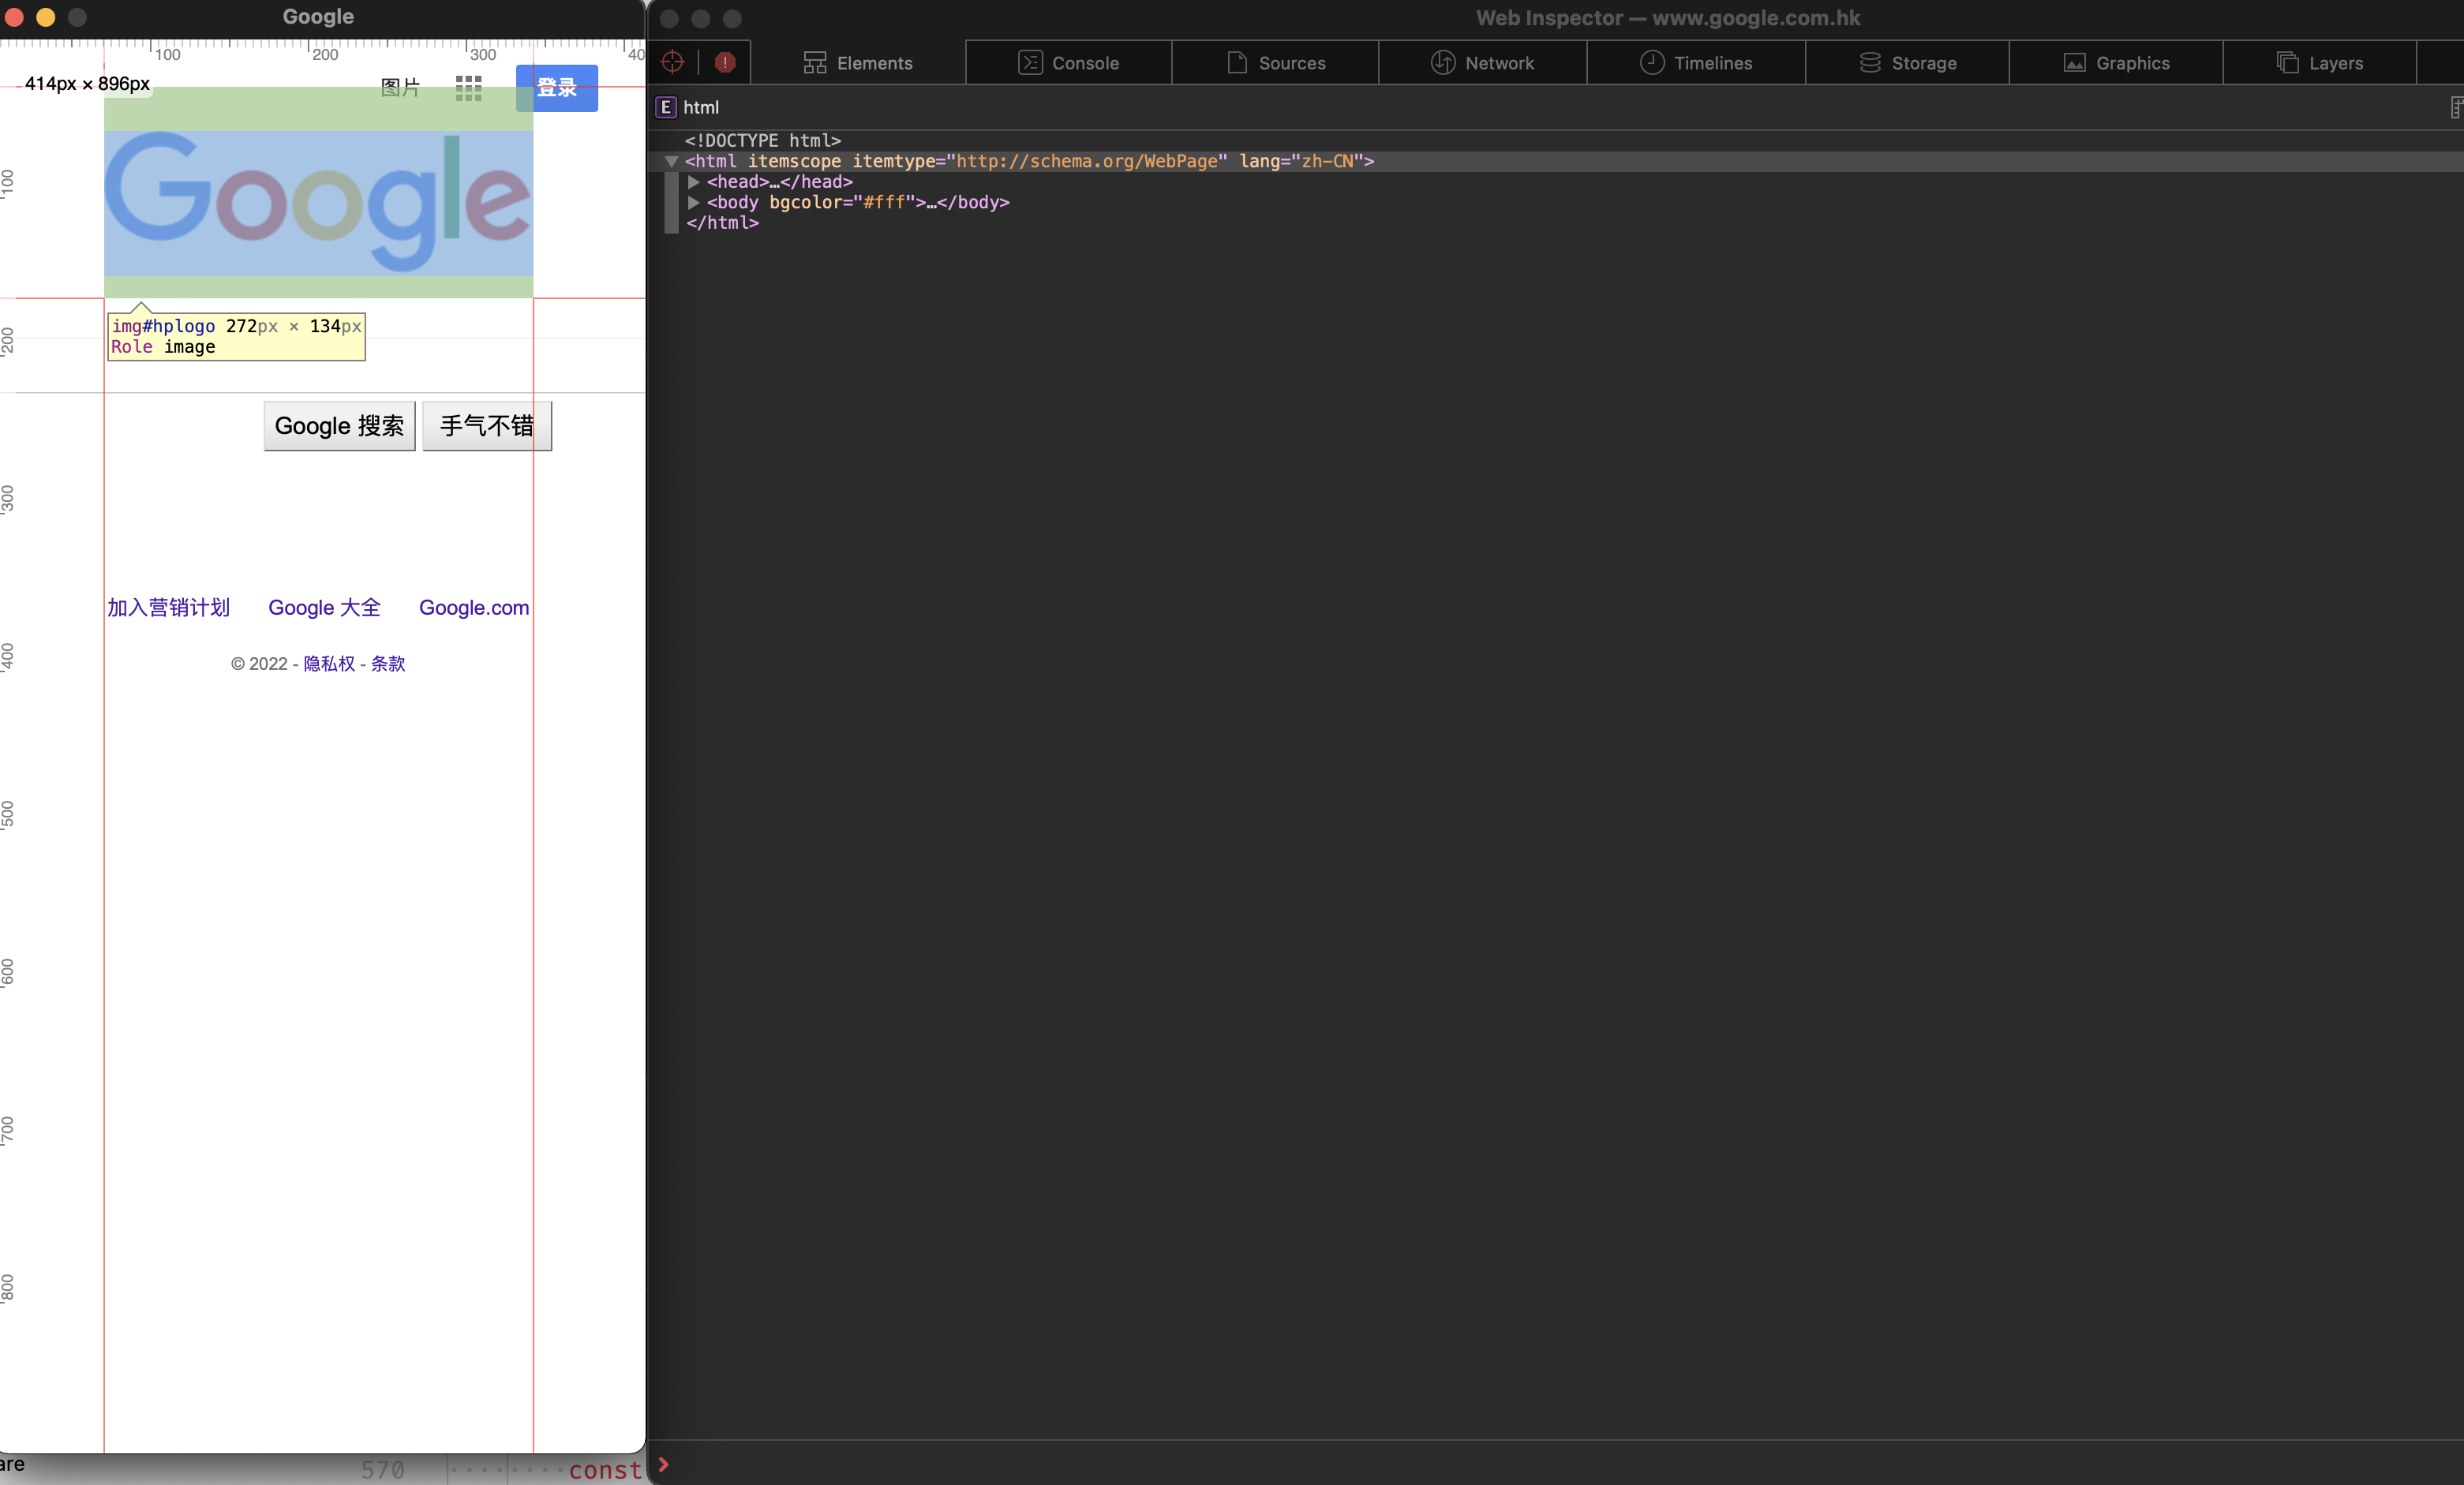 Google
100 200 300 40
414px × 896px
图片
登录
Google
img#hplogo 272px × 134px
Role image
Google 搜索 手气不错
加入营销计划 Google 大全 Google.com
© 2022 - 隐私权 - 条款
100
200
300
400
500
600
700
800
are
570 const
Web Inspector — www.google.com.hk
Elements Console Sources Network Timelines Storage Graphics Layers
E html
<!DOCTYPE html>
<html itemscope itemtype="http://schema.org/WebPage" lang="zh-CN">
<head>…</head>
<body bgcolor="#fff">…</body>
</html>